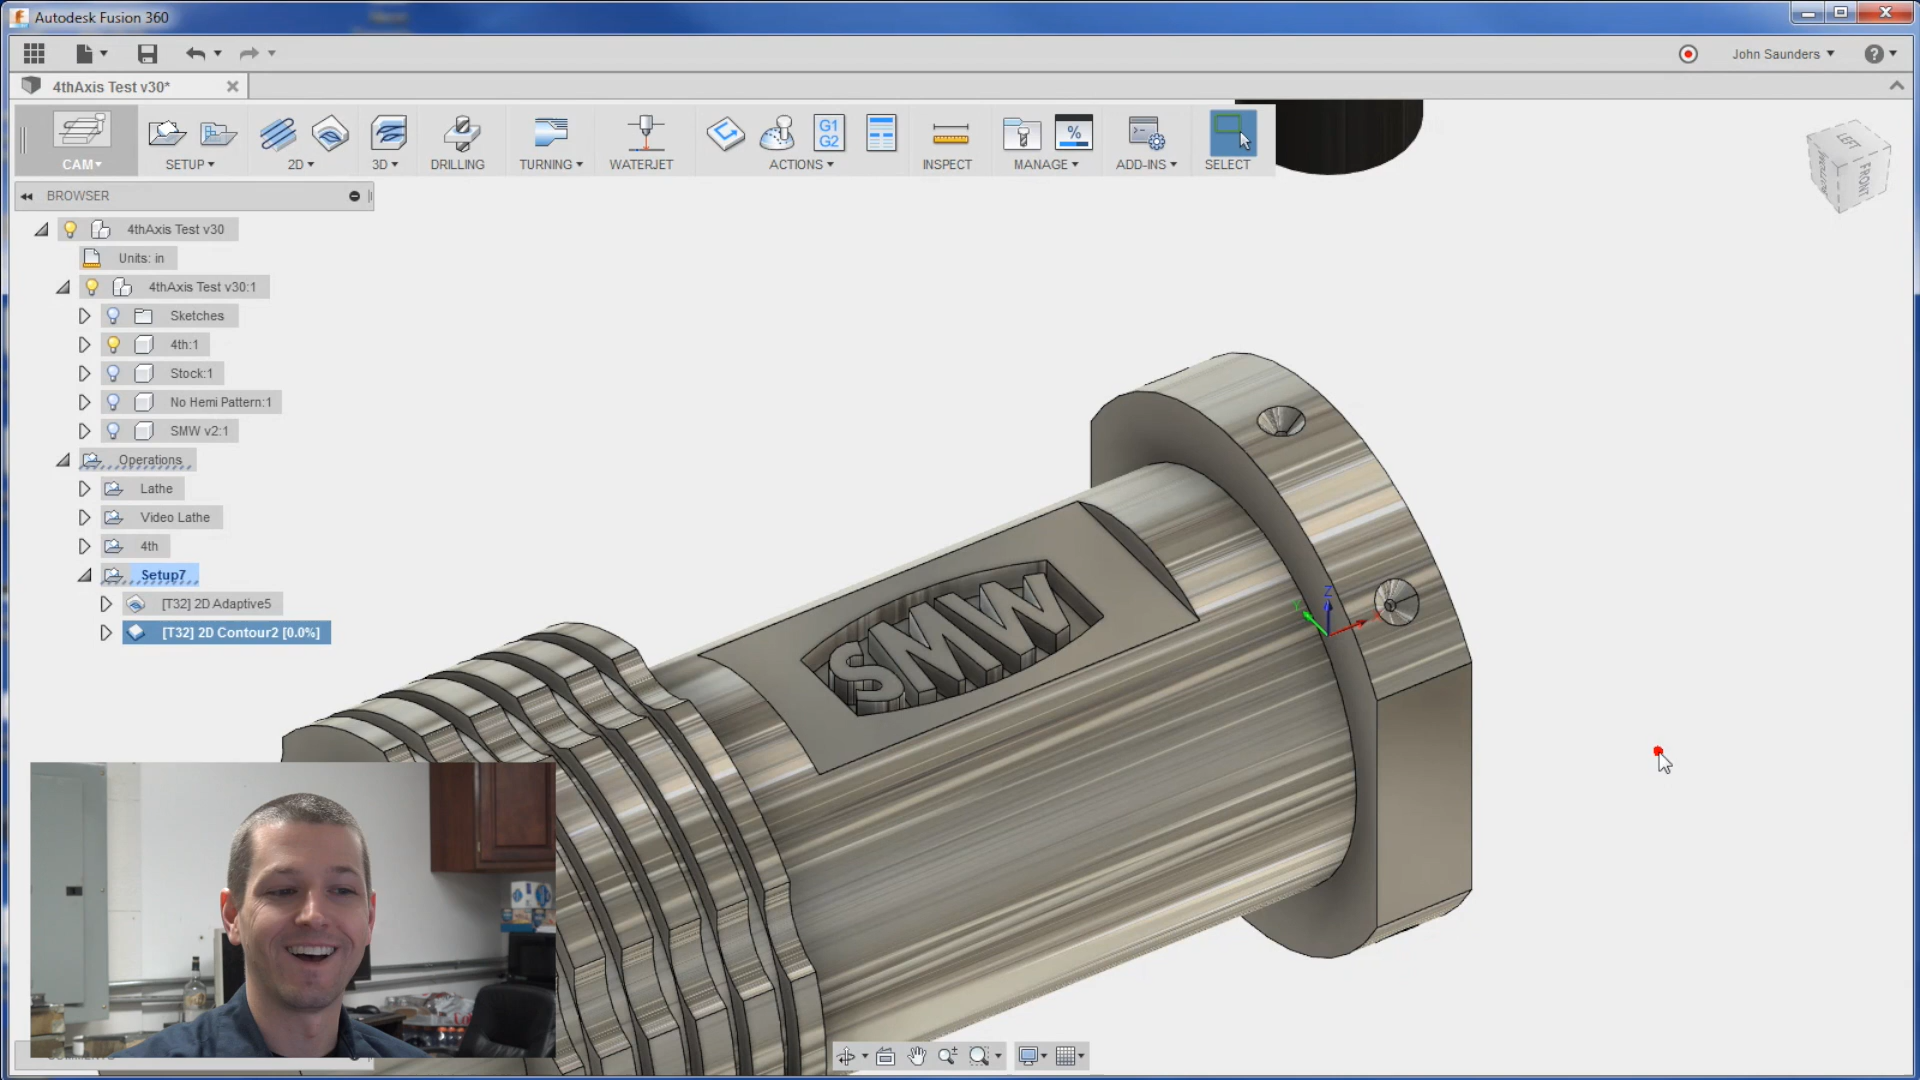 Autodesk Fusion 360
John Saunders
4thAxis Test v30*
CAM
SETUP
2D
3D
DRILLING
TURNING
WATERJET
G1
G2
ACTIONS
INSPECT
%
MANAGE
ADD-INS
SELECT
LEFT
FRONT
BOTTOM
BROWSER
4thAxis Test v30
Units: in
4thAxis Test v30:1
Sketches
4th:1
Stock:1
No Hemi Pattern:1
SMW v2:1
Operations
Lathe
Video Lathe
4th
Setup7
[T32] 2D Adaptive5
[T32] 2D Contour2 [0.0%]
SMW
Z
Y